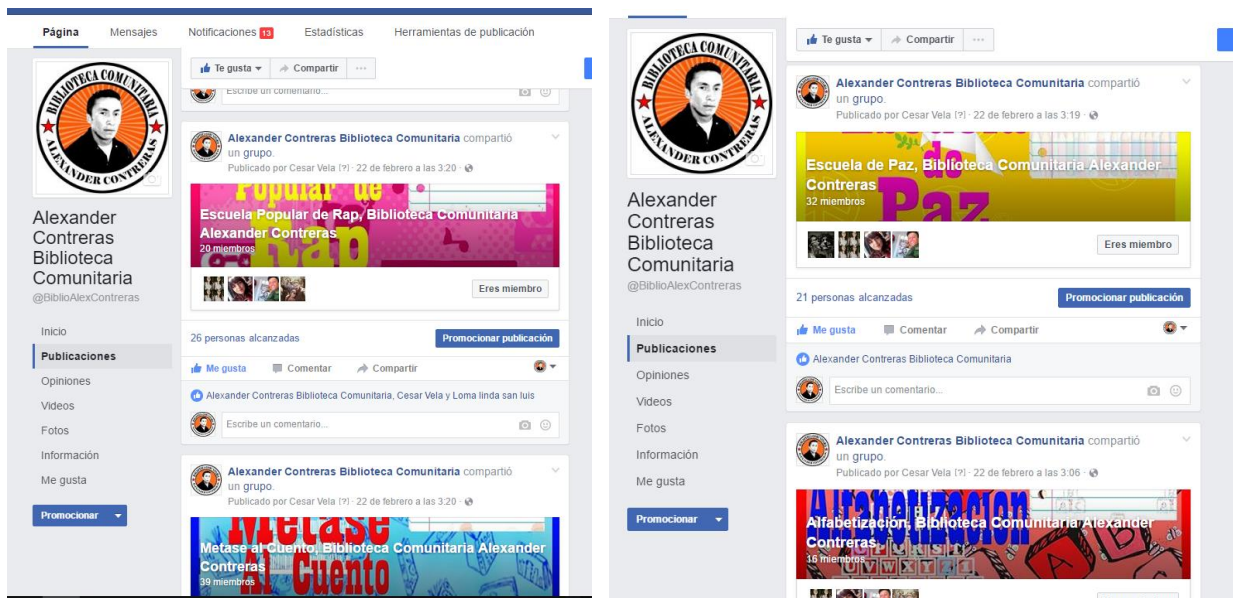 Página Mensajes Notificaciones 13 Estadísticas Herramientas de publicación
BIBLIOTECA COMUNITARIA
ALEXANDER CONTRERAS
Alexander
Contreras
Biblioteca
Comunitaria
@BiblioAlexContreras
Inicio
Publicaciones
Opiniones
Videos
Fotos
Información
Me gusta
Promocionar
Te gusta Compartir ...
Escribe un comentario...
Alexander Contreras Biblioteca Comunitaria compartió
un grupo.
Publicado por Cesar Vela [?] · 22 de febrero a las 3:20 ·
Popular de
Rap
Escuela Popular de Rap, Biblioteca Comunitaria
Alexander Contreras
20 miembros
Eres miembro
26 personas alcanzadas Promocionar publicación
Me gusta Comentar Compartir
Alexander Contreras Biblioteca Comunitaria, Cesar Vela y Loma linda san luis
Escribe un comentario...
Alexander Contreras Biblioteca Comunitaria compartió
un grupo.
Publicado por Cesar Vela [?] · 22 de febrero a las 3:20 ·
Metase
Al Cuento
Metase al Cuento, Biblioteca Comunitaria Alexander
Contreras
39 miembros
BIBLIOTECA COMUNITARIA
ALEXANDER CONTRERAS
Alexander
Contreras
Biblioteca
Comunitaria
@BiblioAlexContreras
Inicio
Publicaciones
Opiniones
Videos
Fotos
Información
Me gusta
Promocionar
Te gusta Compartir ...
Alexander Contreras Biblioteca Comunitaria compartió
un grupo.
Publicado por Cesar Vela [?] · 22 de febrero a las 3:19 ·
de
Paz
Escuela de Paz, Biblioteca Comunitaria Alexander
Contreras
32 miembros
Eres miembro
21 personas alcanzadas Promocionar publicación
Me gusta Comentar Compartir
Alexander Contreras Biblioteca Comunitaria
Escribe un comentario...
Alexander Contreras Biblioteca Comunitaria compartió
un grupo.
Publicado por Cesar Vela [?] · 22 de febrero a las 3:06 ·
Alfabetización
Alfabetización, Biblioteca Comunitaria Alexander
Contreras
16 miembros